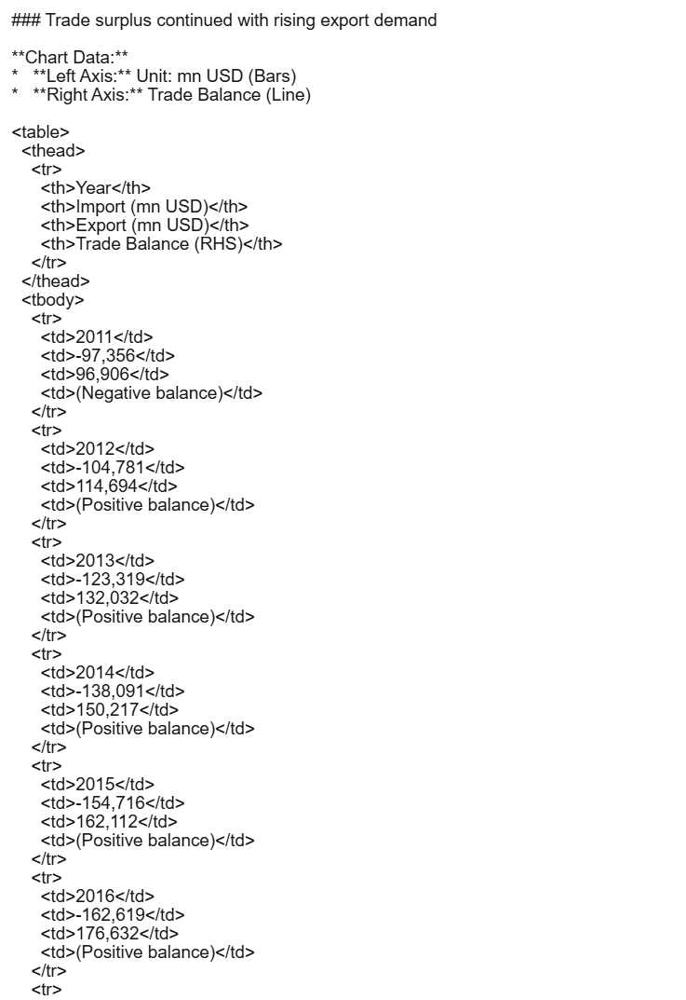 ### Trade surplus continued with rising export demand

**Chart Data:**
*   **Left Axis:** Unit: mn USD (Bars)
*   **Right Axis:** Trade Balance (Line)

<table>
  <thead>
    <tr>
      <th>Year</th>
      <th>Import (mn USD)</th>
      <th>Export (mn USD)</th>
      <th>Trade Balance (RHS)</th>
    </tr>
  </thead>
  <tbody>
    <tr>
      <td>2011</td>
      <td>-97,356</td>
      <td>96,906</td>
      <td>(Negative balance)</td>
    </tr>
    <tr>
      <td>2012</td>
      <td>-104,781</td>
      <td>114,694</td>
      <td>(Positive balance)</td>
    </tr>
    <tr>
      <td>2013</td>
      <td>-123,319</td>
      <td>132,032</td>
      <td>(Positive balance)</td>
    </tr>
    <tr>
      <td>2014</td>
      <td>-138,091</td>
      <td>150,217</td>
      <td>(Positive balance)</td>
    </tr>
    <tr>
      <td>2015</td>
      <td>-154,716</td>
      <td>162,112</td>
      <td>(Positive balance)</td>
    </tr>
    <tr>
      <td>2016</td>
      <td>-162,619</td>
      <td>176,632</td>
      <td>(Positive balance)</td>
    </tr>
    <tr>